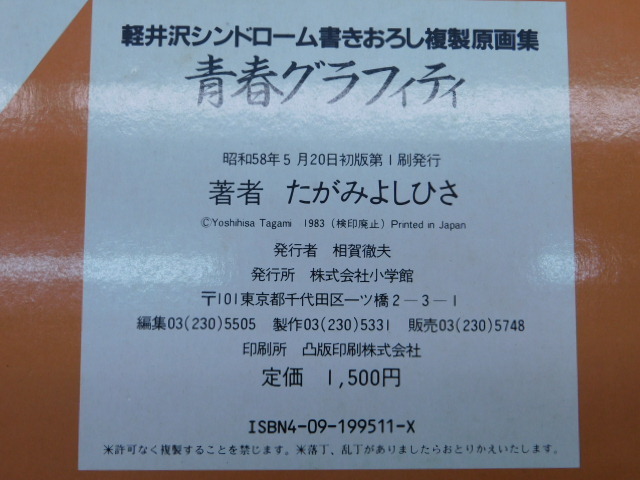 軽井沢シンドローム書きおろし複製原画集
青春グラフィティ
昭和58年5月20日初版第1刷発行
著者 たがみよしひさ
©Yoshihisa Tagami 1983 (検印廃止) Printed in Japan
発行者 相賀徹夫
発行所 株式会社小学館
〒101東京都千代田区一ツ橋2-3-1
編集03(230)5505 製作03(230)5331 販売03(230)5748
印刷所 凸版印刷株式会社
定価 1,500円
ISBN4-09-199511-X
※許可なく複製することを禁じます。※落丁、乱丁がありましたらおとりかえいたします。